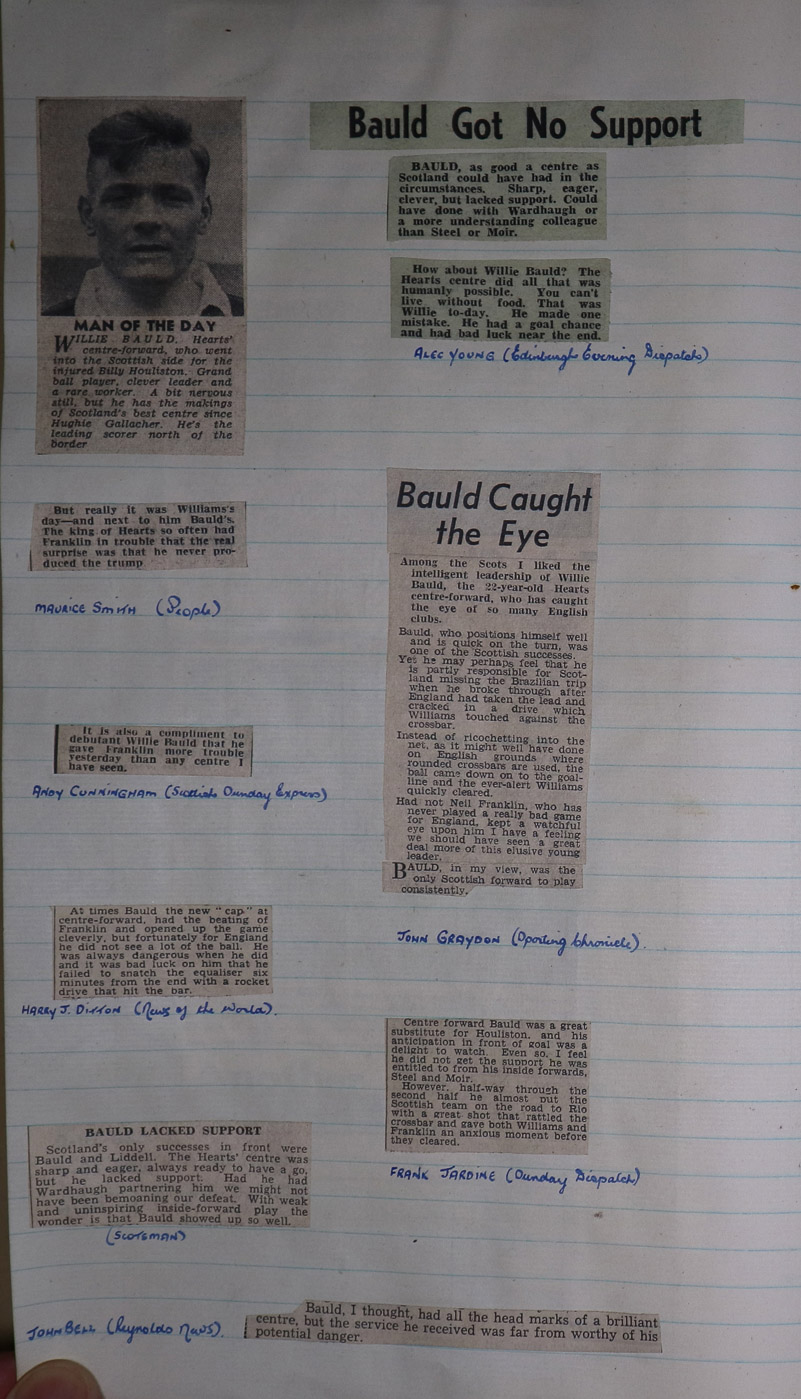 MAN OF THE DAY
WILLIE BAULD, Hearts'
centre-forward, who went
into the Scottish side for the
injured Billy Houliston. Grand
ball player, clever leader and
a rare worker. A bit nervous
still, but he has the makings
of Scotland's best centre since
Hughie Gallacher. He's the
leading scorer north of the
border
But really it was Williams's
day—and next to him Bauld's.
The king of Hearts so often had
Franklin in trouble that the real
surprise was that he never pro-
duced the trump
MAURICE SMITH (People)
It is also a compliment to
debutant Willie Bauld that he
gave Franklin more trouble
yesterday than any centre I
have seen.
ANDY CUNNINGHAM (Scottish Sunday Express)
At times Bauld the new "cap" at
centre-forward, had the beating of
Franklin and opened up the game
cleverly, but fortunately for England
he did not see a lot of the ball. He
was always dangerous when he did
and it was bad luck on him that he
failed to snatch the equaliser six
minutes from the end with a rocket
drive that hit the bar.
HARRY J. DITTON (News of the World).
BAULD LACKED SUPPORT
Scotland's only successes in front were
Bauld and Liddell. The Hearts' centre was
sharp and eager, always ready to have a go,
but he lacked support. Had he had
Wardhaugh partnering him we might not
have been bemoaning our defeat. With weak
and uninspiring inside-forward play the
wonder is that Bauld showed up so well.
(SCOTSMAN)
Bauld Got No Support
BAULD, as good a centre as
Scotland could have had in the
circumstances. Sharp, eager,
clever, but lacked support. Could
have done with Wardhaugh or
a more understanding colleague
than Steel or Moir.
How about Willie Bauld? The
Hearts centre did all that was
humanly possible. You can't
live without food. That was
Willie to-day. He made one
mistake. He had a goal chance
and had bad luck near the end.
ALEC YOUNG (Edinburgh Evening Dispatch)
Bauld Caught
the Eye
Among the Scots I liked the
intelligent leadership of Willie
Bauld, the 22-year-old Hearts
centre-forward, who has caught
the eye of so many English
clubs.
Bauld, who positions himself well
and is quick on the turn, was
one of the Scottish successes.
Yet he may perhaps feel that he
is partly responsible for Scot-
land missing the Brazilian trip
when he broke through after
England had taken the lead and
cracked in a drive which
Williams touched against the
crossbar.
Instead of ricochetting into the
net, as it might well have done
on English grounds where
rounded crossbars are used, the
ball came down on to the goal-
line and the ever-alert Williams
quickly cleared.
Had not Neil Franklin, who has
never played a really bad game
for England, kept a watchful
eye upon him I have a feeling
we should have seen a great
deal more of this elusive young
leader.
BAULD, in my view, was the
only Scottish forward to play
consistently.
JOHN GRAYDON (Sporting Chronicle).
Centre forward Bauld was a great
substitute for Houliston, and his
anticipation in front of goal was a
delight to watch. Even so, I feel
he did not get the support he was
entitled to from his inside forwards,
Steel and Moir.
However, half-way through the
second half he almost put the
Scottish team on the road to Rio
with a great shot that rattled the
crossbar and gave both Williams and
Franklin an anxious moment before
they cleared.
FRANK JARDINE (Sunday Dispatch)
JOHN BELL (Reynolds News).
Bauld, I thought, had all the head marks of a brilliant
centre, but the service he received was far from worthy of his
potential danger.